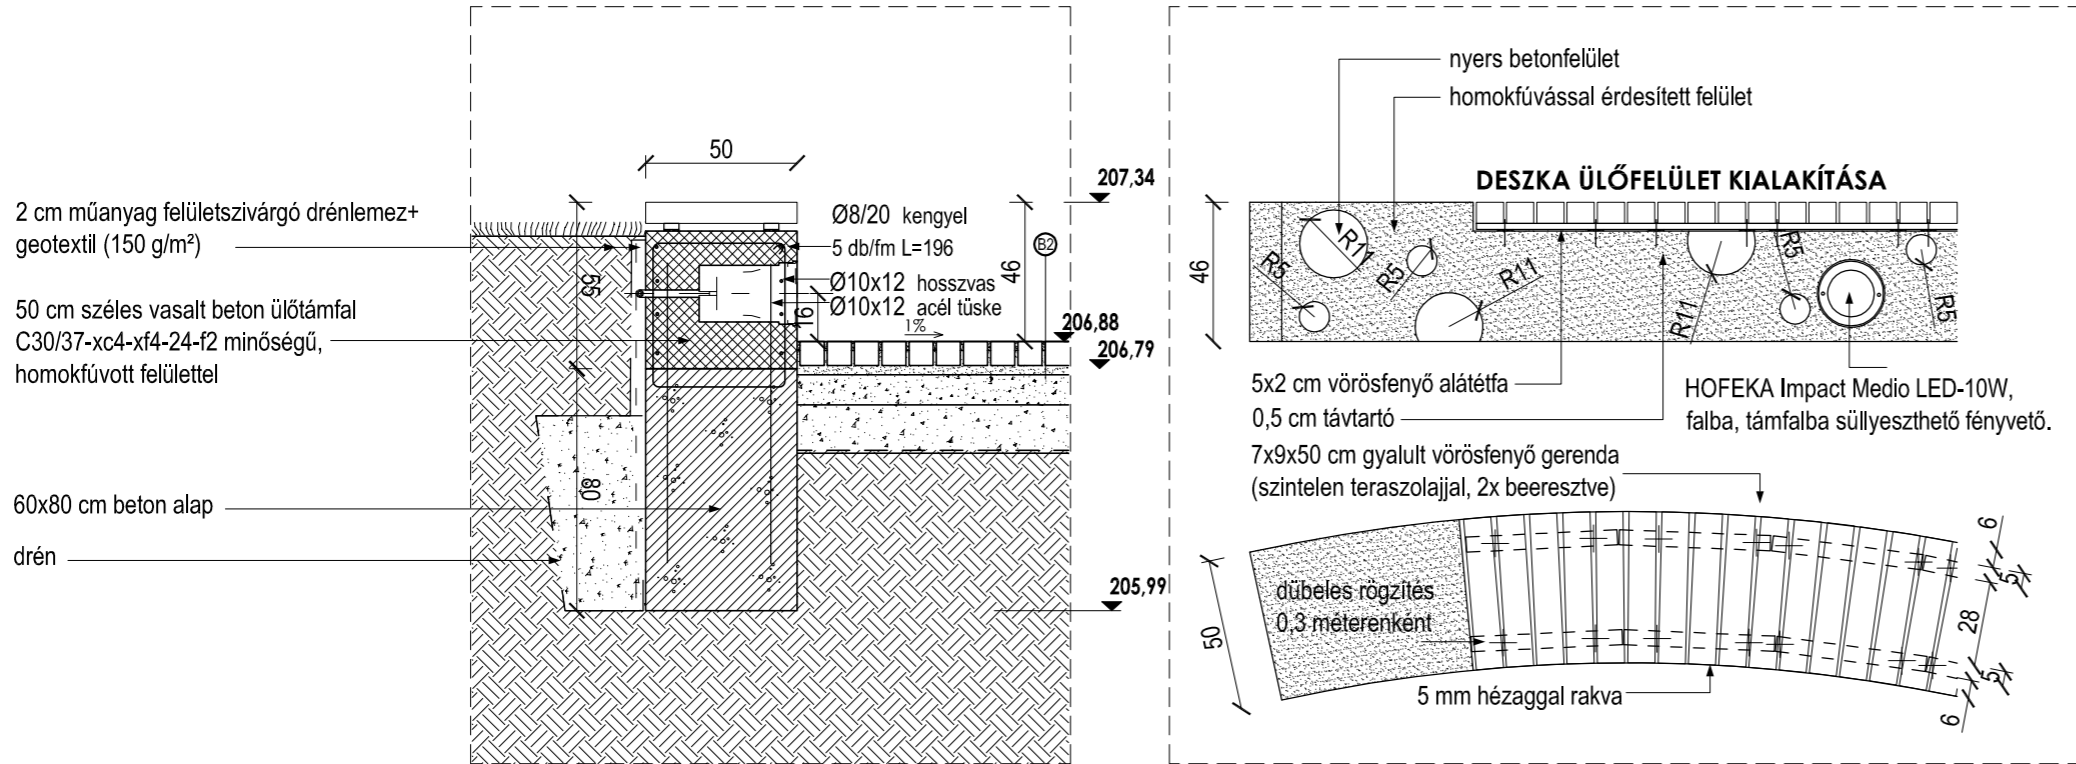 2 cm műanyag felületszivárgó drénlemez+
geotextil (150 g/m²)
50 cm széles vasalt beton ülőtámfal
C30/37-xc4-xf4-24-f2 minőségű,
homokfúvott felülettel
60x80 cm beton alap
drén
50
55
80
Ø8/20 kengyel
5 db/fm L=196
Ø10x12 hosszvas
Ø10x12 acél tüske
16
1%
46
B2
207,34
206,88
206,79
205,99
nyers betonfelület
homokfúvással érdesített felület
DESZKA ÜLŐFELÜLET KIALAKÍTÁSA
46
R5
R11
R5
R11
R11
R5
R5
5x2 cm vörösfenyő alátétfa
0,5 cm távtartó
HOFEKA Impact Medio LED-10W,
falba, támfalba süllyeszthető fényvető.
7x9x50 cm gyalult vörösfenyő gerenda
(szintelen teraszolajjal, 2x beeresztve)
dübeles rögzítés
0,3 méterenként
50
5 mm hézaggal rakva
6
5
28
5
6